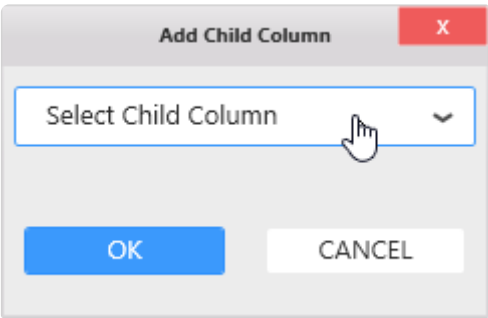 Add Child Column
x
Select Child Column
OK
CANCEL